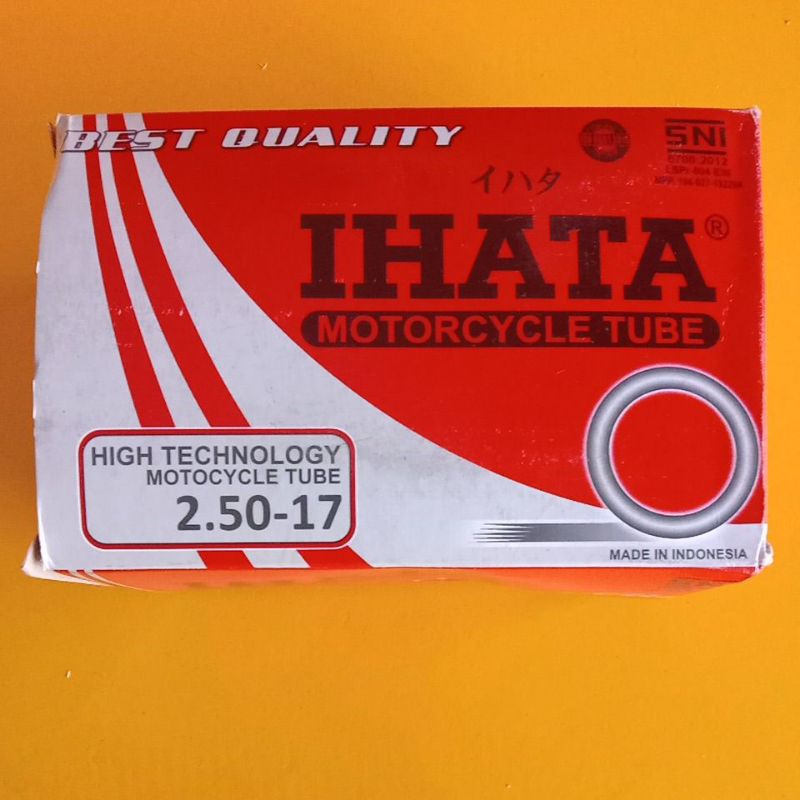 BEST QUALITY
SNI
イハタ
IHATA®
MOTORCYCLE TUBE
HIGH TECHNOLOGY
MOTOCYCLE TUBE
2.50-17
MADE IN INDONESIA